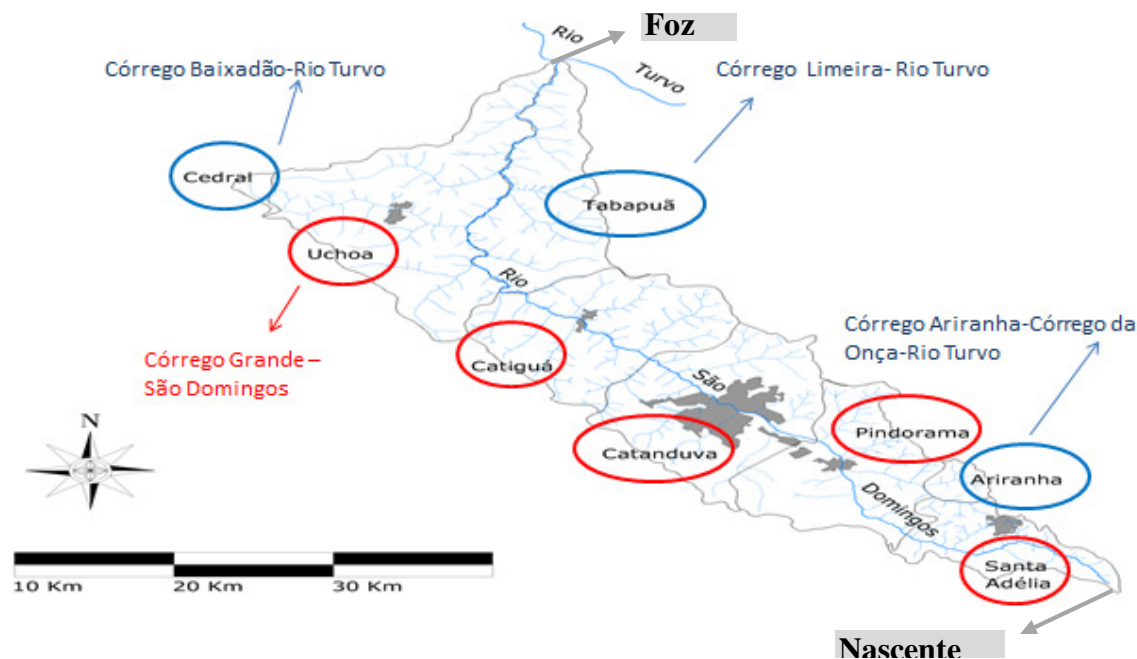 Foz
Rio
Turvo
Córrego Baixadão-Rio Turvo
Córrego Limeira- Rio Turvo
Cedral
Tabapuã
Uchoa
Rio
Córrego Grande –
São Domingos
Catiguá
Córrego Ariranha-Córrego da
Onça-Rio Turvo
São
N
Pindorama
Catanduva
Ariranha
Domingos
Santa
Adélia
10 Km
20 Km
30 Km
Nascente